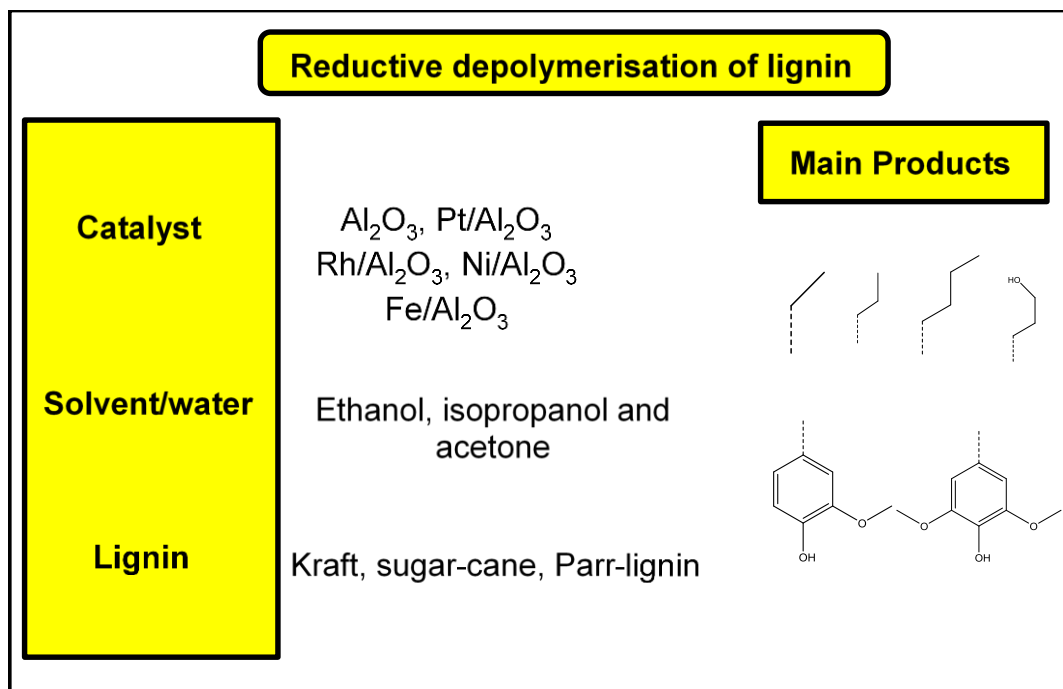 Reductive depolymerisation of lignin
Main Products
Catalyst
Al₂O₃, Pt/Al₂O₃
Rh/Al₂O₃, Ni/Al₂O₃
Fe/Al₂O₃
HO
Solvent/water
Ethanol, isopropanol and
acetone
O
O
O
OH
OH
Lignin
Kraft, sugar-cane, Parr-lignin